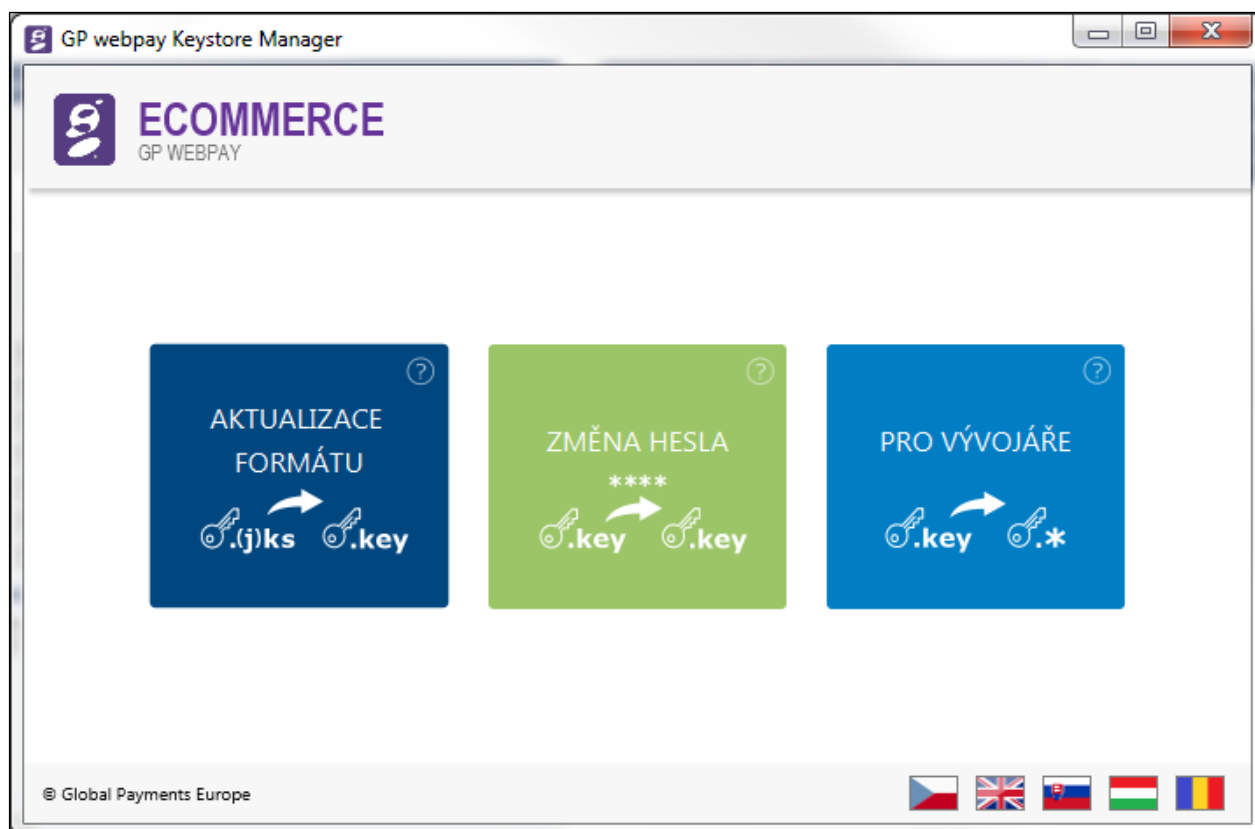 GP webpay Keystore Manager
ECOMMERCE
GP WEBPAY
?
AKTUALIZACE
FORMÁTU
.(j)ks .key
?
ZMĚNA HESLA
****
.key .key
?
PRO VÝVOJÁŘE
.key .*
© Global Payments Europe